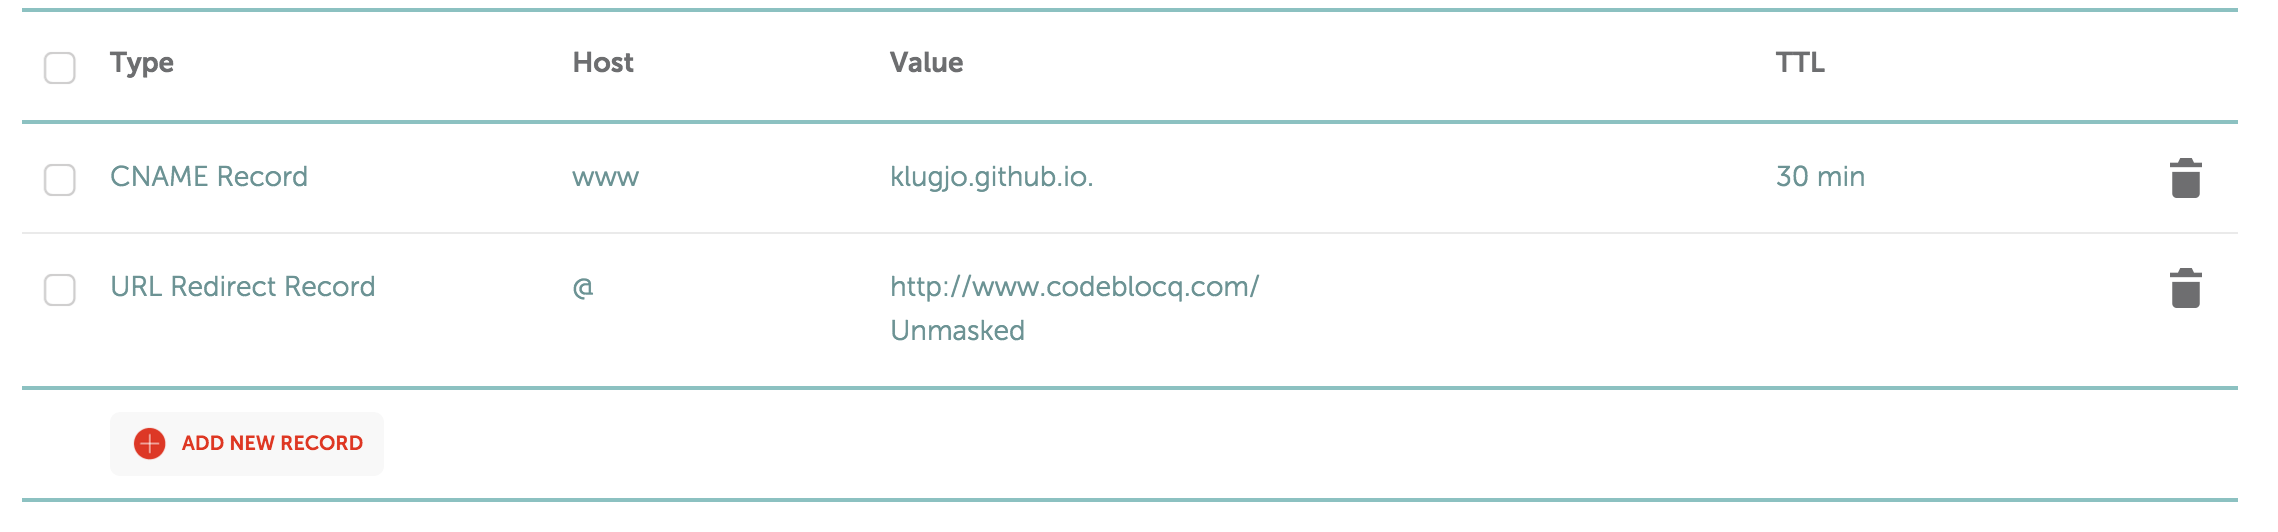 Type Host Value TTL
CNAME Record www klugjo.github.io. 30 min
URL Redirect Record @ http://www.codeblocq.com/
Unmasked
ADD NEW RECORD